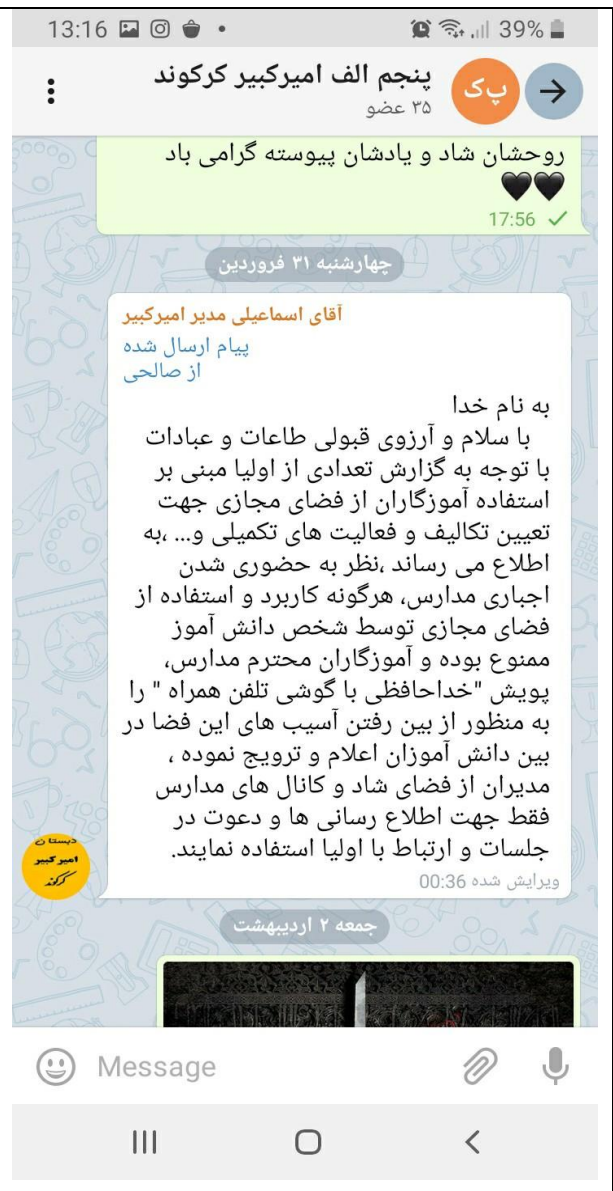 13:16
39%
پنجم الف امیرکبیر کرکوند
پ ک
۳۵ عضو
روحشان شاد و یادشان پیوسته گرامی باد
🖤🖤
17:56
چهارشنبه ۳۱ فروردین
آقای اسماعیلی مدیر امیرکبیر
پیام ارسال شده
از صالحی
به نام خدا
با سلام و آرزوی قبولی طاعات و عبادات
با توجه به گزارش تعدادی از اولیا مبنی بر
استفاده آموزگاران از فضای مجازی جهت
تعیین تکالیف و فعالیت های تکمیلی و... ،به
اطلاع می رساند ،نظر به حضوری شدن
اجباری مدارس، هرگونه کاربرد و استفاده از
فضای مجازی توسط شخص دانش آموز
ممنوع بوده و آموزگاران محترم مدارس،
پویش "خداحافظی با گوشی تلفن همراه " را
به منظور از بین رفتن آسیب های این فضا در
بین دانش آموزان اعلام و ترویج نموده ،
مدیران از فضای شاد و کانال های مدارس
فقط جهت اطلاع رسانی ها و دعوت در
جلسات و ارتباط با اولیا استفاده نمایند.
ویرایش شده 00:36
دبستان
امیر کبیر
کرکوند
جمعه ۲ اردیبهشت
Message